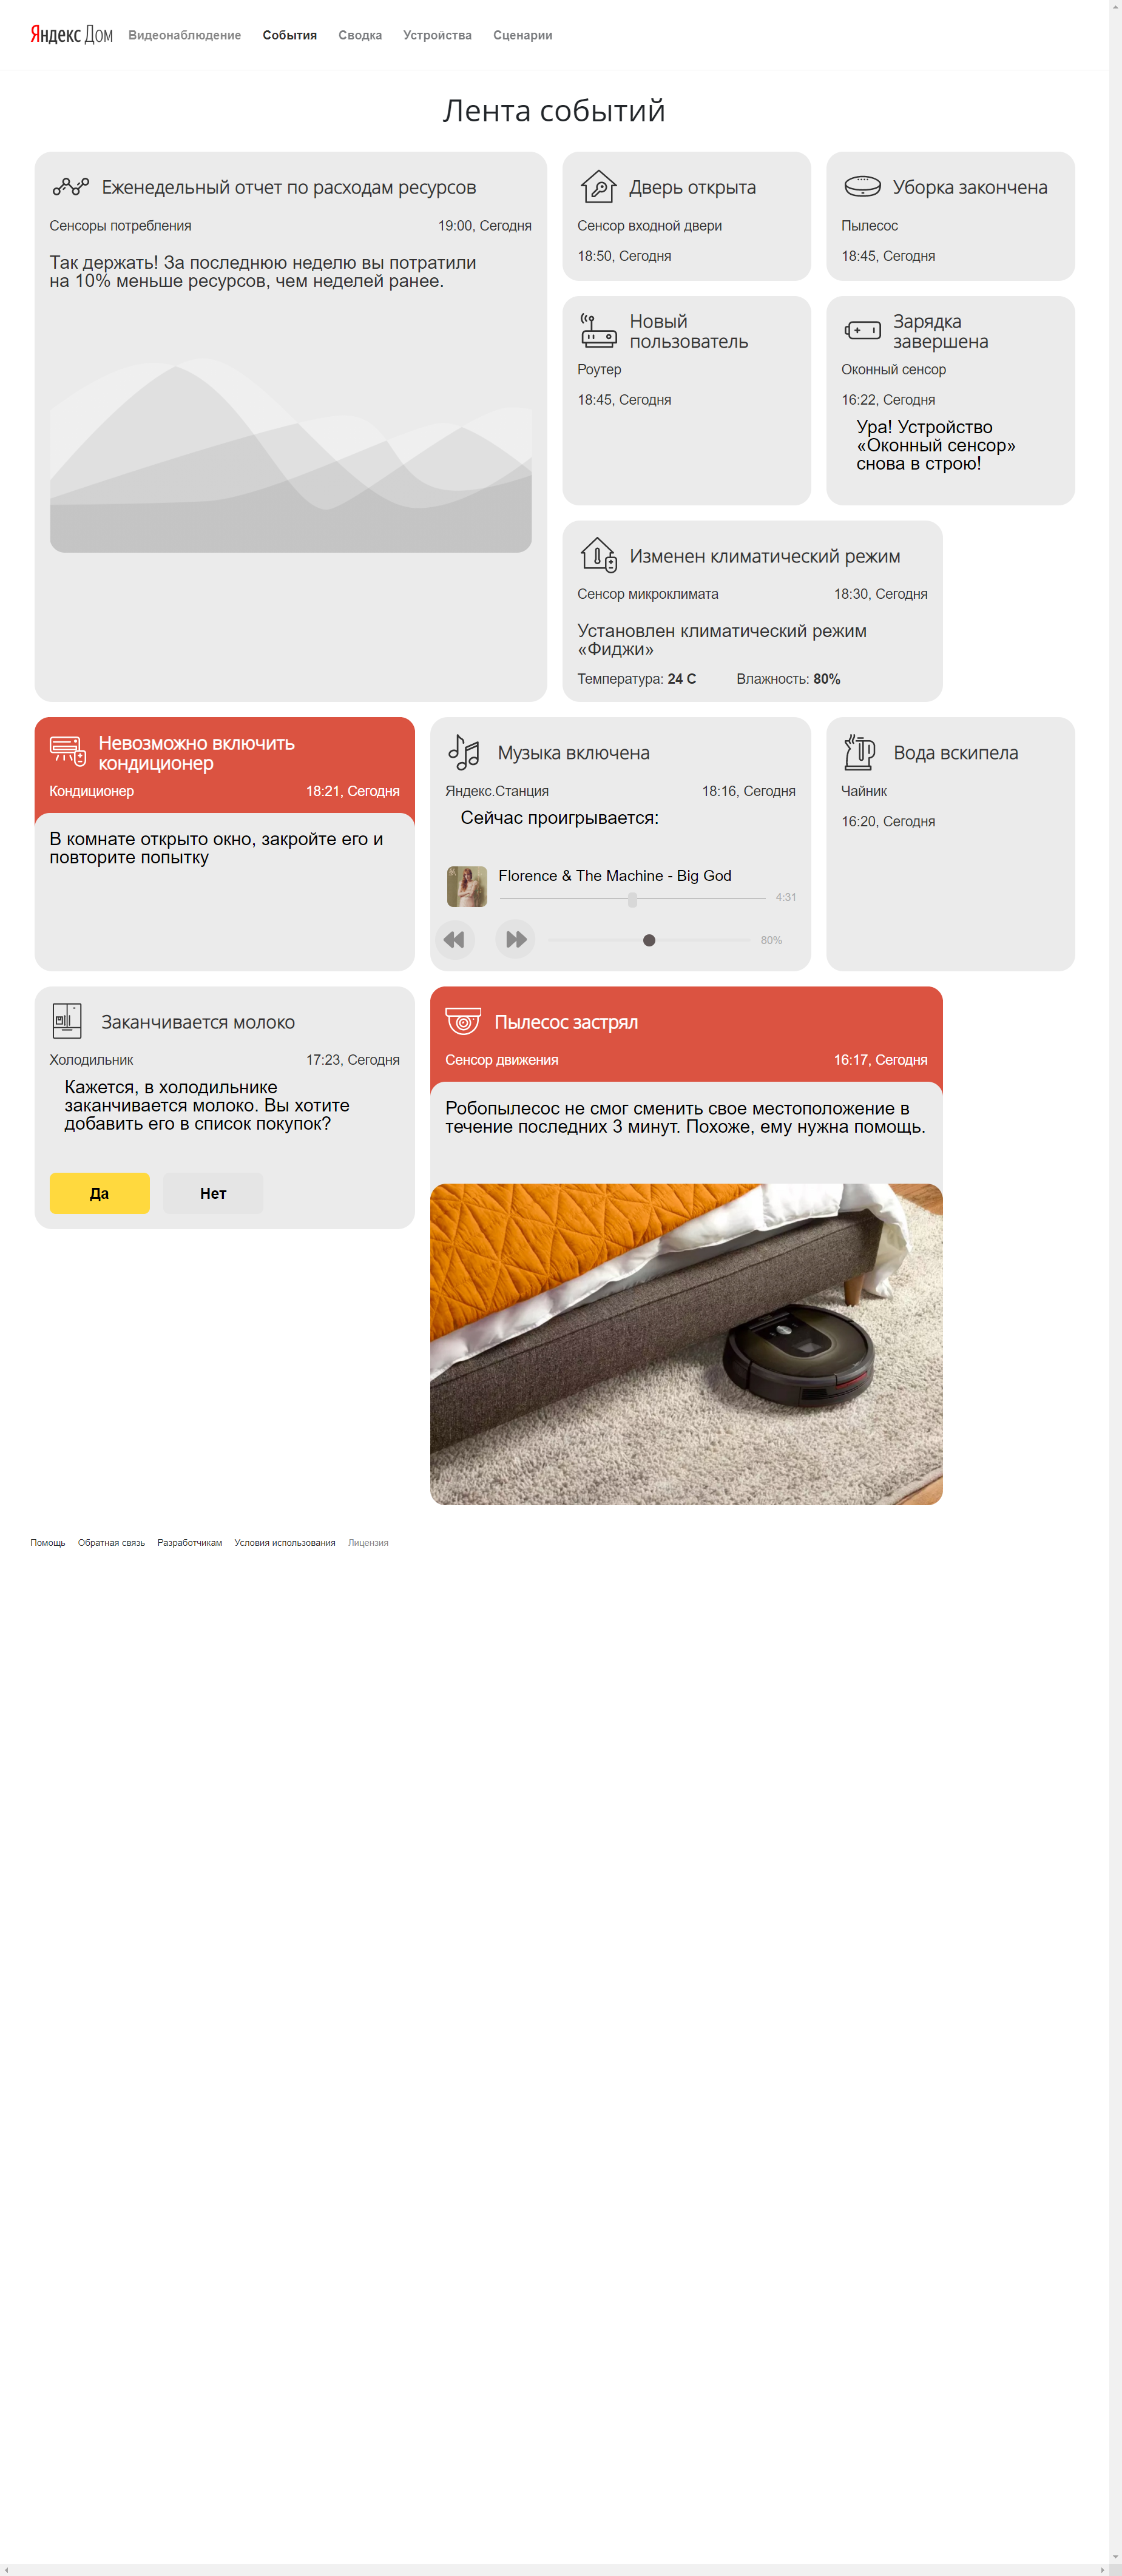 Яндекс Дом Видеонаблюдение События Сводка Устройства Сценарии
Лента событий
Еженедельный отчет по расходам ресурсов
Сенсоры потребления 19:00, Сегодня
Так держать! За последнюю неделю вы потратили
на 10% меньше ресурсов, чем неделей ранее.
Дверь открыта
Сенсор входной двери
18:50, Сегодня
Уборка закончена
Пылесос
18:45, Сегодня
Новый
пользователь
Роутер
18:45, Сегодня
Зарядка
завершена
Оконный сенсор
16:22, Сегодня
Ура! Устройство
«Оконный сенсор»
снова в строю!
Изменен климатический режим
Сенсор микроклимата 18:30, Сегодня
Установлен климатический режим
«Фиджи»
Температура: 24 C Влажность: 80%
Невозможно включить
кондиционер
Кондиционер 18:21, Сегодня
В комнате открыто окно, закройте его и
повторите попытку
Музыка включена
Яндекс.Станция 18:16, Сегодня
Сейчас проигрывается:
Florence & The Machine - Big God
4:31
80%
Вода вскипела
Чайник
16:20, Сегодня
Заканчивается молоко
Холодильник 17:23, Сегодня
Кажется, в холодильнике
заканчивается молоко. Вы хотите
добавить его в список покупок?
Да Нет
Пылесос застрял
Сенсор движения 16:17, Сегодня
Робопылесос не смог сменить свое местоположение в
течение последних 3 минут. Похоже, ему нужна помощь.
Помощь Обратная связь Разработчикам Условия использования Лицензия